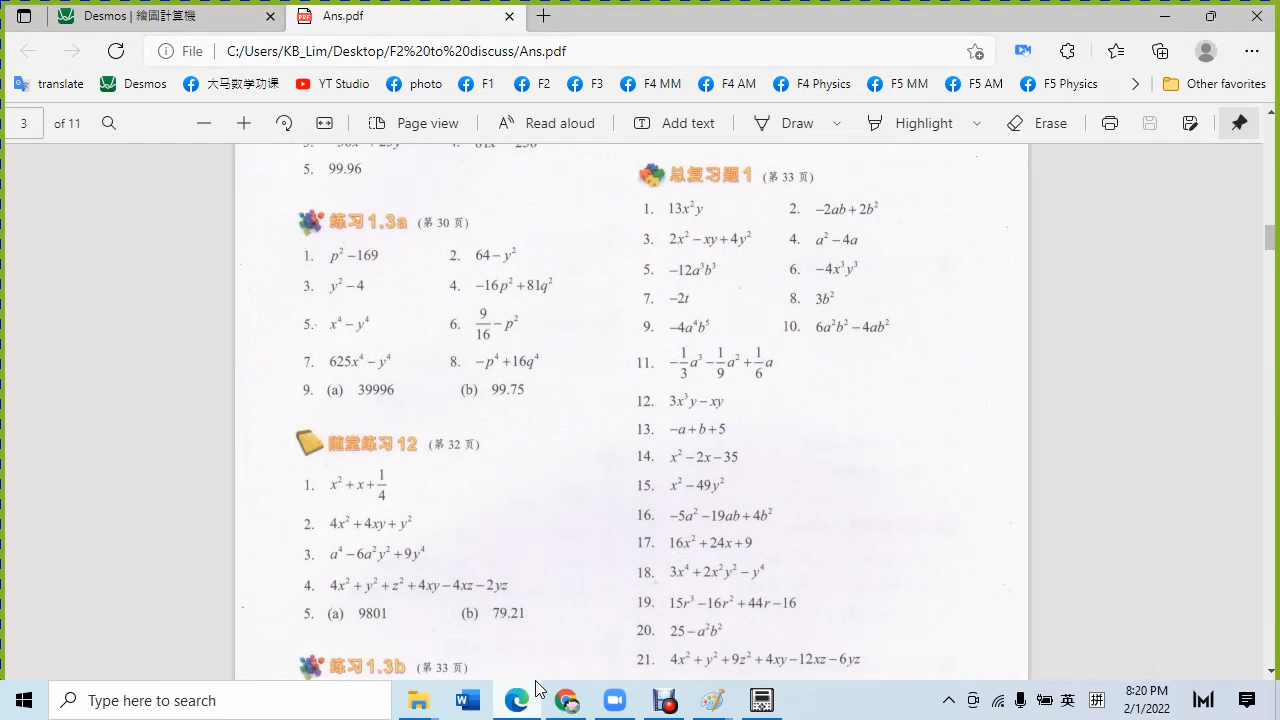 Desmos | 繪圖計算機
Ans.pdf
File | C:/Users/KB_Lim/Desktop/F2%20to%20discuss/Ans.pdf
translate Desmos 大马数学功课 YT Studio photo F1 F2 F3 F4 MM F4 AM F4 Physics F5 MM F5 AM F5 Physics Other favorites
3 of 11 Page view Read aloud Add text Draw Highlight Erase
5. 99.96
练习 1.3a (第 30 页)
1. p² −169 2. 64 − y²
3. y² − 4 4. −16p² + 81q²
5. x⁴ − y⁴ 6. 9/16 − p²
7. 625x⁴ − y⁴ 8. −p⁴ + 16q⁴
9. (a) 39996 (b) 99.75
随堂练习 12 (第 32 页)
1. x² + x + 1/4
2. 4x² + 4xy + y²
3. a⁴ − 6a²y² + 9y⁴
4. 4x² + y² + z² + 4xy − 4xz − 2yz
5. (a) 9801 (b) 79.21
练习 1.3b (第 33 页)
总复习题 1 (第 33 页)
1. 13x²y 2. −2ab + 2b²
3. 2x² − xy + 4y² 4. a² − 4a
5. −12a³b³ 6. −4x³y³
7. −2t 8. 3b²
9. −4a⁴b⁵ 10. 6a²b² − 4ab²
11. −1/3a³ − 1/9a² + 1/6a
12. 3x³y − xy
13. −a + b + 5
14. x² − 2x − 35
15. x² − 49y²
16. −5a² − 19ab + 4b²
17. 16x² + 24x + 9
18. 3x⁴ + 2x²y² − y⁴
19. 15r³ − 16r² + 44r − 16
20. 25 − a²b²
21. 4x² + y² + 9z² + 4xy − 12xz − 6yz
Type here to search
英 拼 8:20 PM
2/1/2022